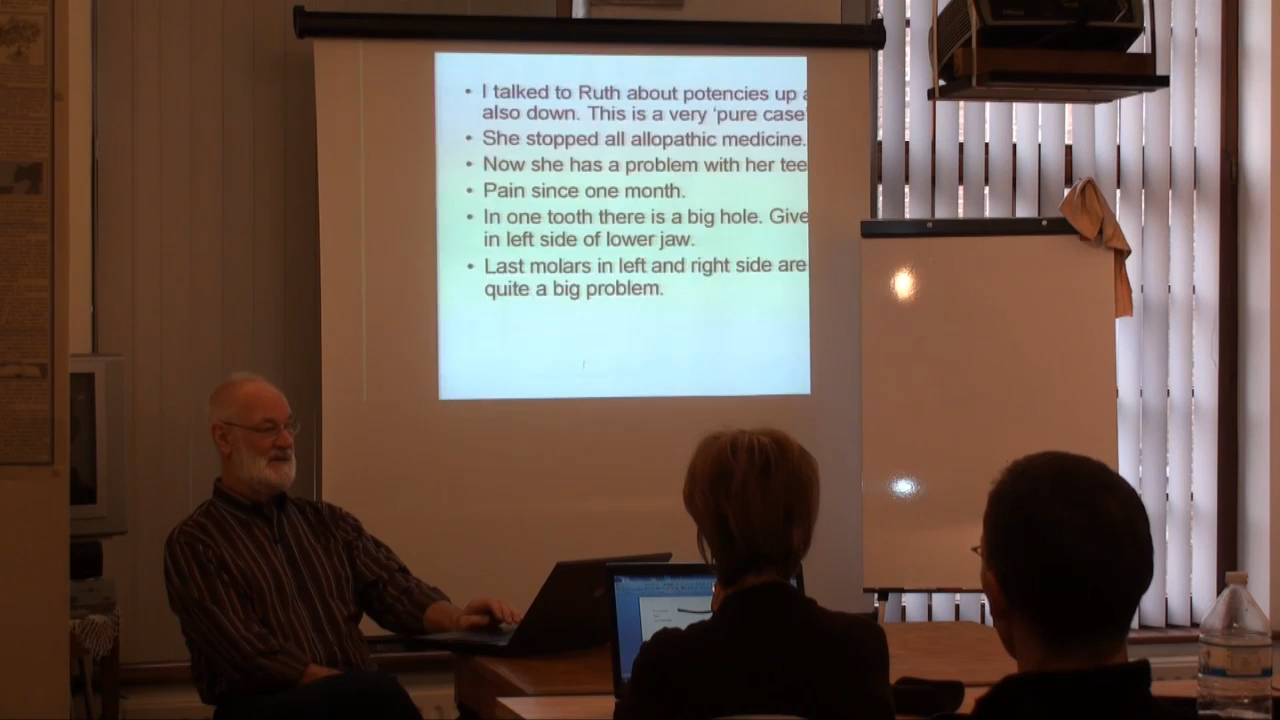 • I talked to Ruth about potencies up
also down. This is a very 'pure case'
• She stopped all allopathic medicine.
• Now she has a problem with her tee
• Pain since one month.
• In one tooth there is a big hole. Give
in left side of lower jaw.
• Last molars in left and right side are
quite a big problem.